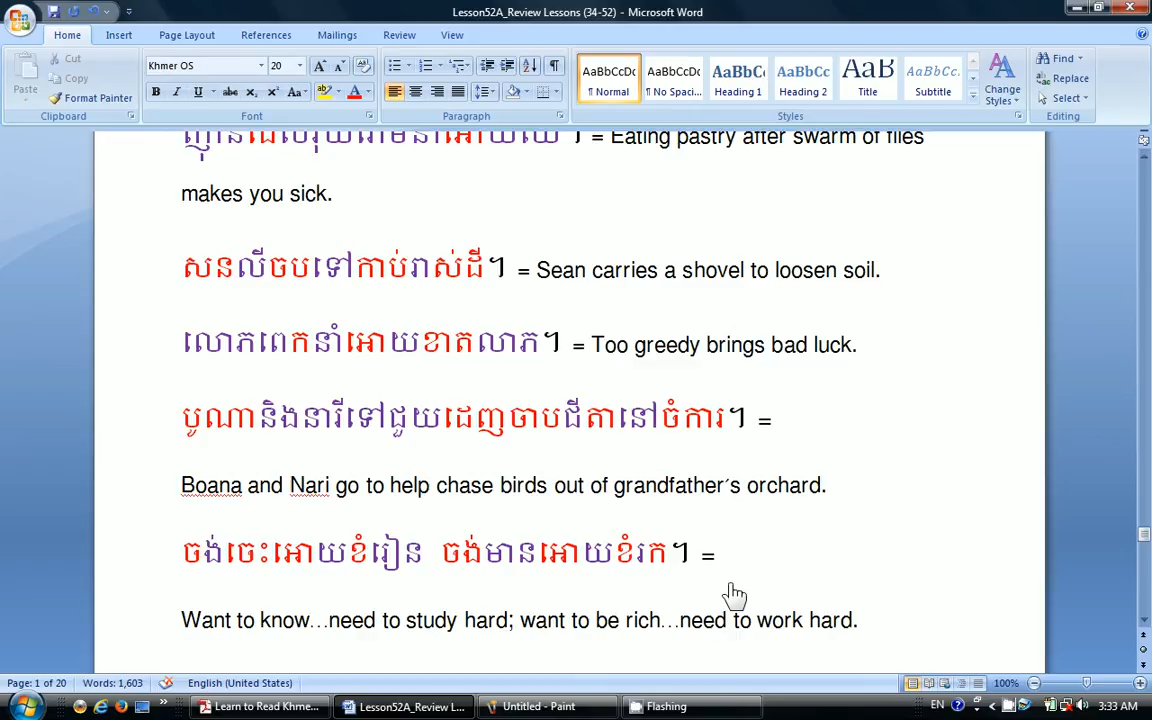 Lesson52A_Review Lessons (34-52) - Microsoft Word
Home Insert Page Layout References Mailings Review View
Cut
Copy
Format Painter
Paste
Khmer OS 20
AaBbCcDc AaBbCcDc AaBbCc AaBbCc AaB AaBbCc
¶ Normal ¶ No Spaci... Heading 1 Heading 2 Title Subtitle
Change Styles
Find
Replace
Select
Clipboard Font Paragraph Styles Editing
= Eating pastry after swarm of flies
makes you sick.
សនលីចបទៅកាប់រាស់ដី។ = Sean carries a shovel to loosen soil.
លោភពេកនាំអោយខាតលាភ។ = Too greedy brings bad luck.
បូណានិងនារីទៅជួយដេញចាបជីតានៅចំការ។ =
Boana and Nari go to help chase birds out of grandfather's orchard.
ចង់ចេះអោយខំរៀន ចង់មានអោយខំរក។ =
Want to know...need to study hard; want to be rich...need to work hard.
Page: 1 of 20 Words: 1,603 English (United States) 100%
Learn to Read Khme... Lesson52A_Review L... Untitled - Paint Flashing EN 3:33 AM